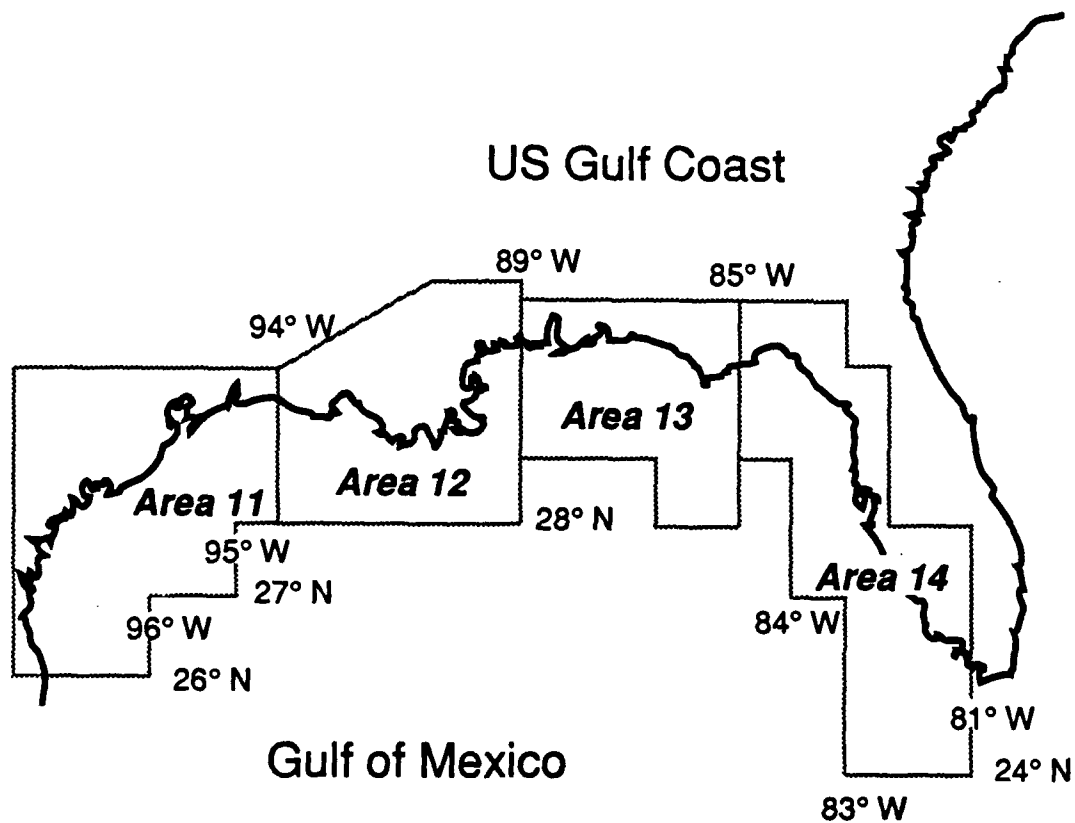 US Gulf Coast
89° W
85° W
94° W
Area 13
Area 12
Area 11
28° N
95° W
Area 14
27° N
84° W
96° W
26° N
81° W
Gulf of Mexico
24° N
83° W